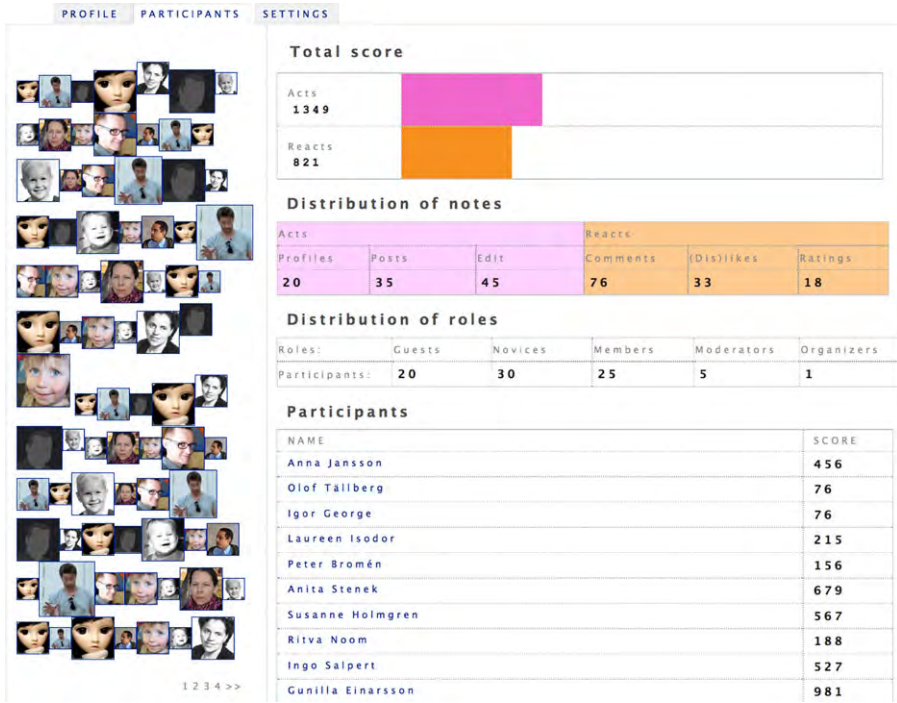 PROFILE PARTICIPANTS SETTINGS
Total score
Acts
1349
Reacts
821
Distribution of notes
Acts Reacts
Profiles Posts Edit Comments (Dis)likes Ratings
20 35 45 76 33 18
Distribution of roles
Roles: Guests Novices Members Moderators Organizers
Participants: 20 30 25 5 1
Participants
NAME SCORE
Anna Jansson 456
Olof Tällberg 76
Igor George 76
Laureen Isodor 215
Peter Bromén 156
Anita Stenek 679
Susanne Holmgren 567
Ritva Noom 188
Ingo Salpert 527
Gunilla Einarsson 981
1 2 3 4 >>